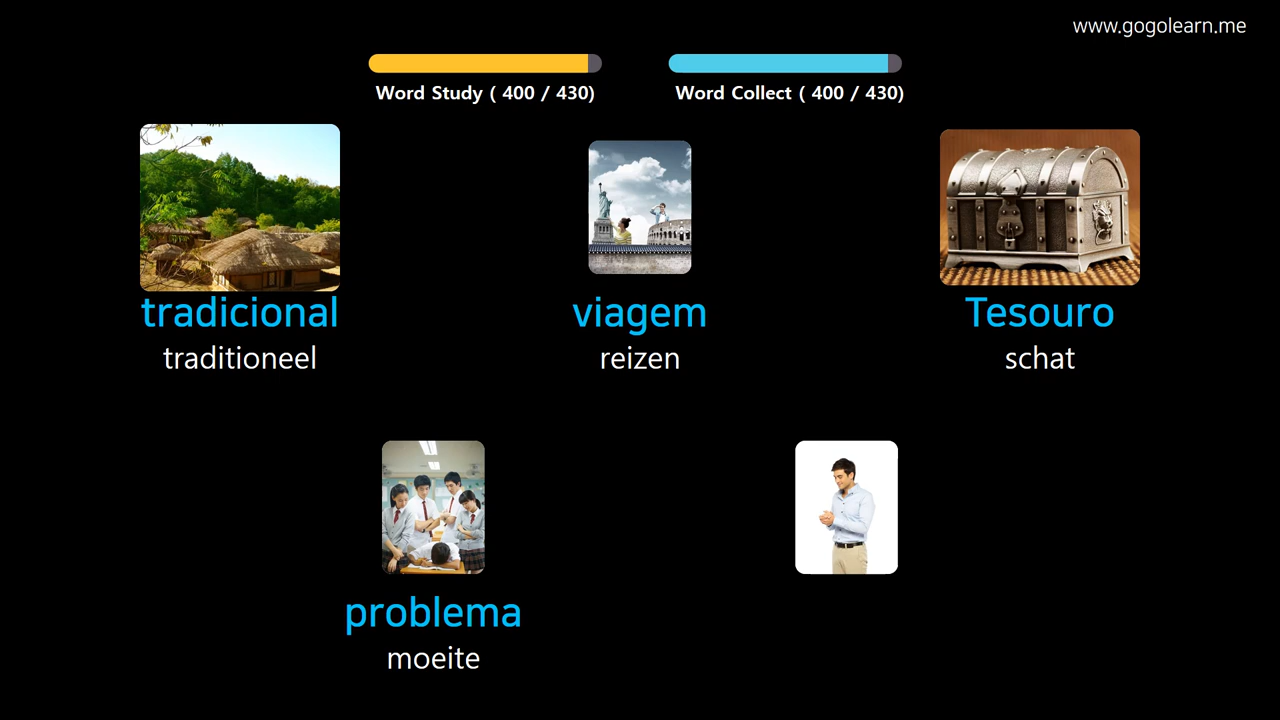 www.gogolearn.me
Word Study ( 400 / 430)
Word Collect ( 400 / 430)
tradicional
traditioneel
viagem
reizen
Tesouro
schat
problema
moeite